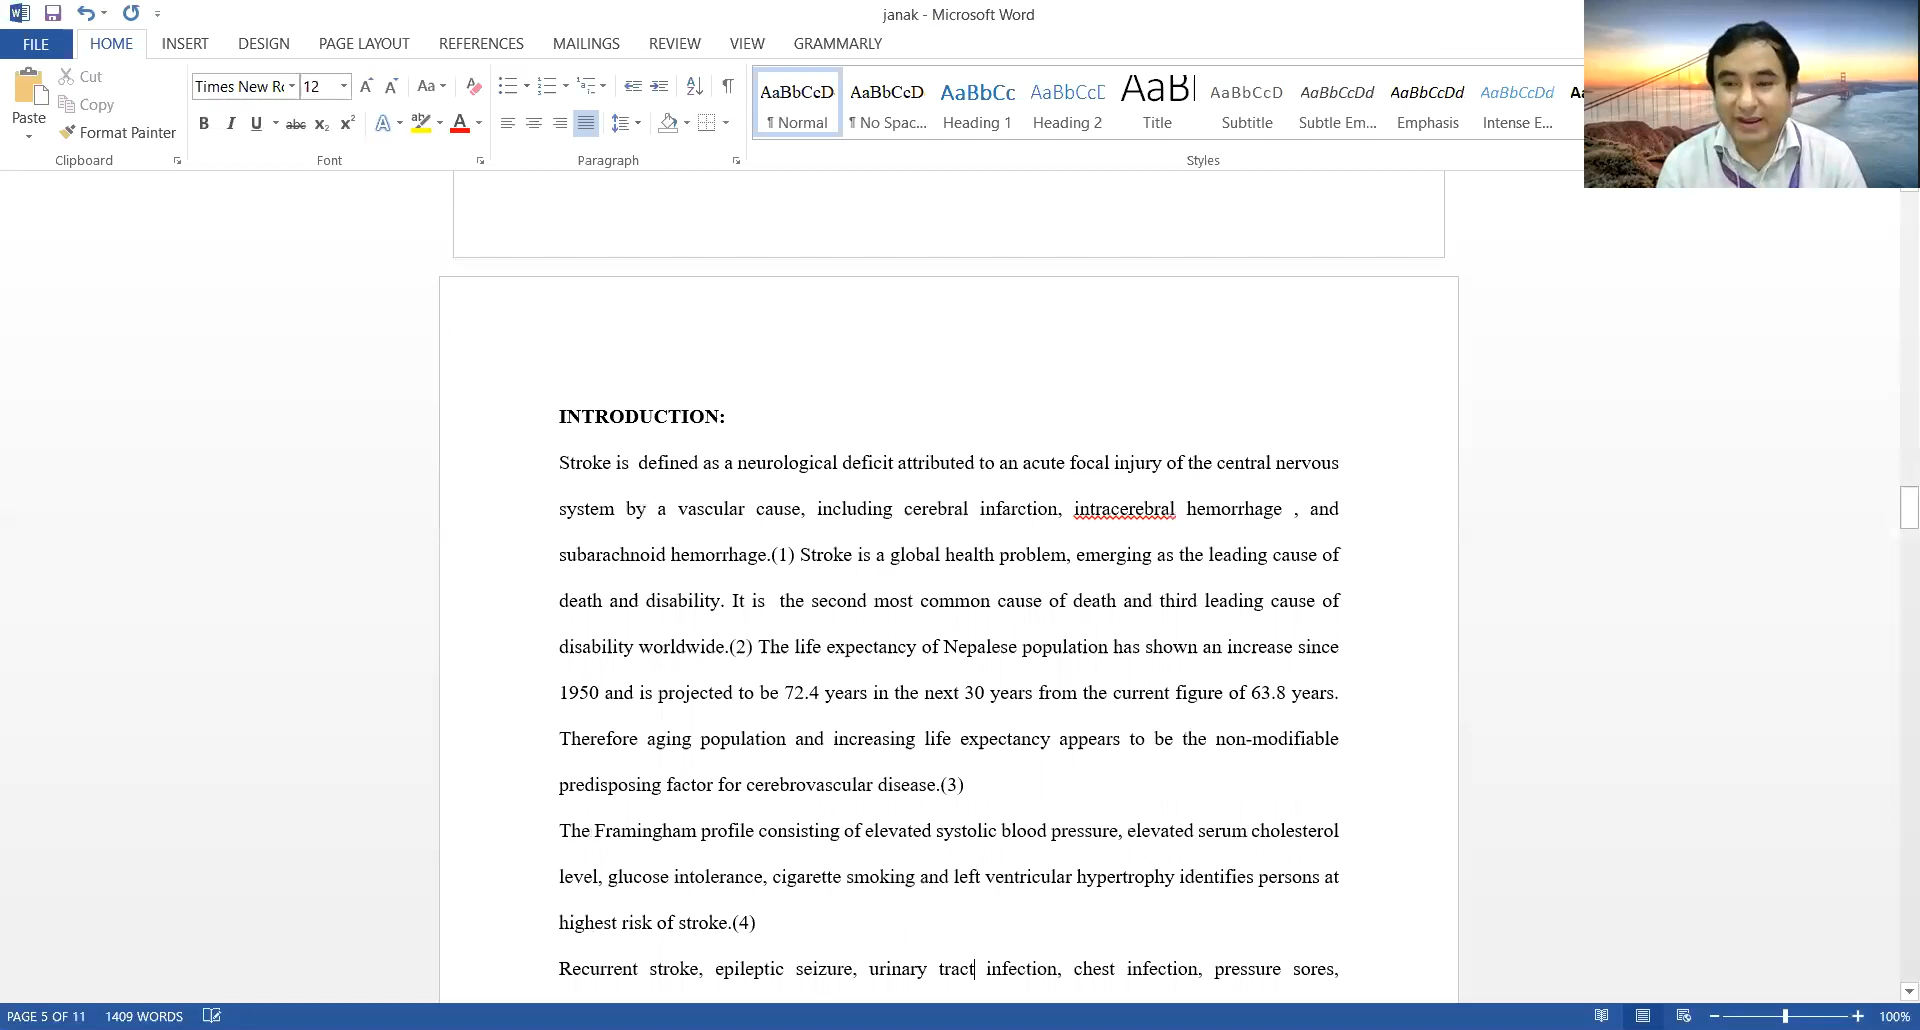 janak - Microsoft Word
FILE HOME INSERT DESIGN PAGE LAYOUT REFERENCES MAILINGS REVIEW VIEW GRAMMARLY
Paste
Cut
Copy
Format Painter
Clipboard
Times New Rc 12
Font
Paragraph
AaBbCcD AaBbCcD AaBbCc AaBbCcD AaBl AaBbCcD AaBbCcDd AaBbCcDd AaBbCcDd Aa
¶ Normal ¶ No Spac... Heading 1 Heading 2 Title Subtitle Subtle Em... Emphasis Intense E...
Styles
INTRODUCTION:
Stroke is  defined as a neurological deficit attributed to an acute focal injury of the central nervous
system by a vascular cause, including cerebral infarction, intracerebral hemorrhage , and
subarachnoid hemorrhage.(1) Stroke is a global health problem, emerging as the leading cause of
death and disability. It is  the second most common cause of death and third leading cause of
disability worldwide.(2) The life expectancy of Nepalese population has shown an increase since
1950 and is projected to be 72.4 years in the next 30 years from the current figure of 63.8 years.
Therefore aging population and increasing life expectancy appears to be the non-modifiable
predisposing factor for cerebrovascular disease.(3)
The Framingham profile consisting of elevated systolic blood pressure, elevated serum cholesterol
level, glucose intolerance, cigarette smoking and left ventricular hypertrophy identifies persons at
highest risk of stroke.(4)
Recurrent stroke, epileptic seizure, urinary tract infection, chest infection, pressure sores,
PAGE 5 OF 11 1409 WORDS 100%